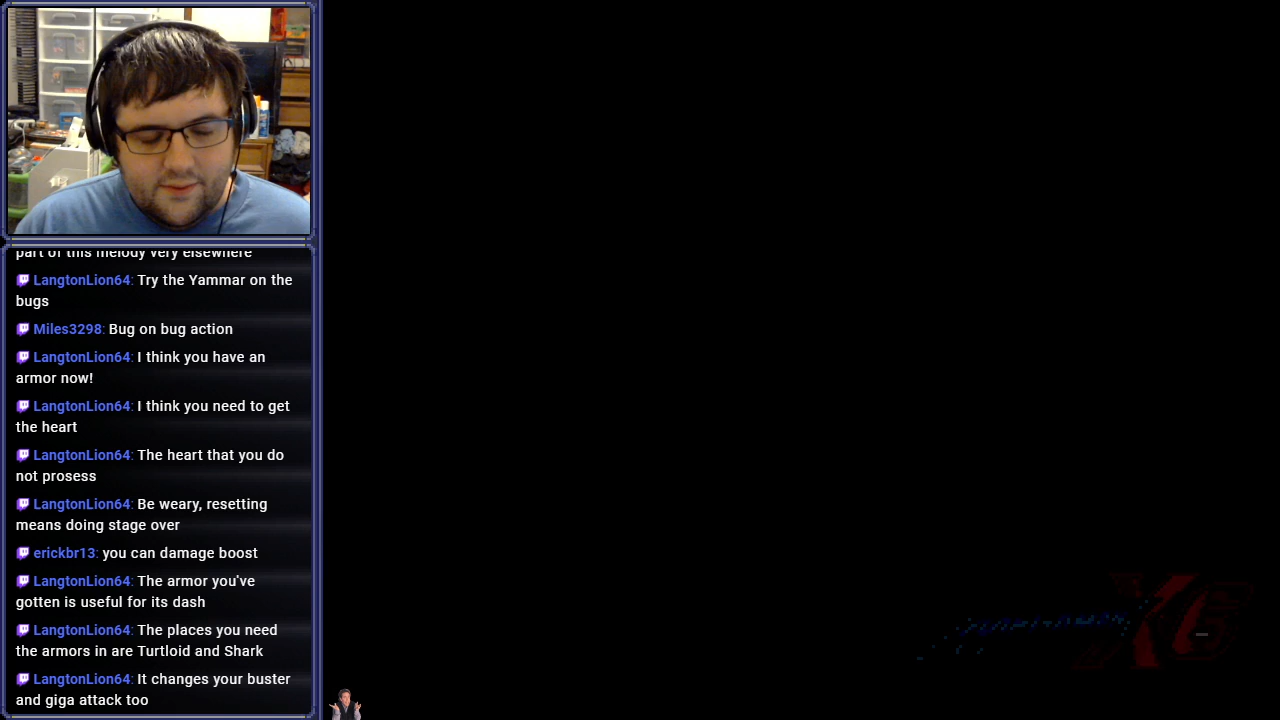 part of this melody very elsewhere
LangtonLion64: Try the Yammar on the
bugs
Miles3298: Bug on bug action
LangtonLion64: I think you have an
armor now!
LangtonLion64: I think you need to get
the heart
LangtonLion64: The heart that you do
not prosess
LangtonLion64: Be weary, resetting
means doing stage over
erickbr13: you can damage boost
LangtonLion64: The armor you've
gotten is useful for its dash
LangtonLion64: The places you need
the armors in are Turtloid and Shark
LangtonLion64: It changes your buster
and giga attack too
X6